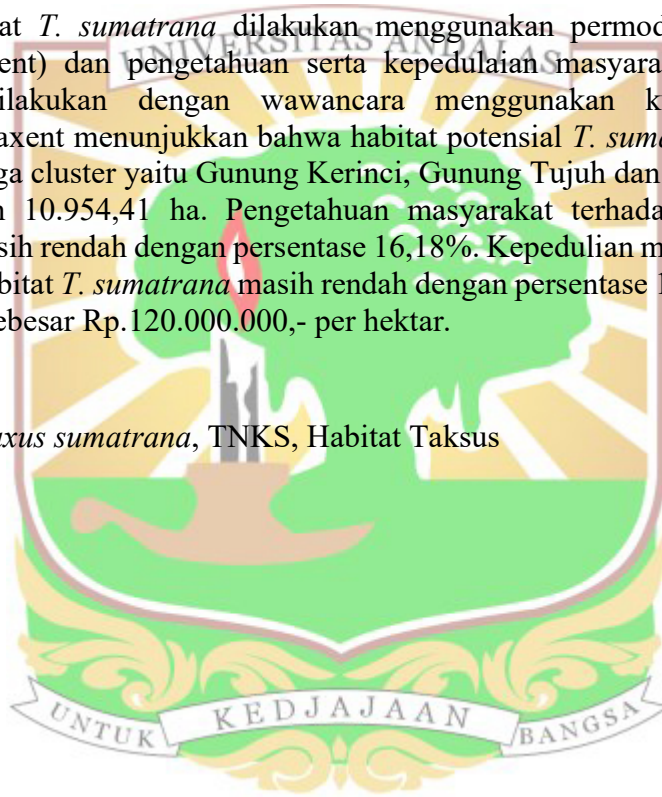 at T. sumatrana dilakukan menggunakan permod
ent) dan pengetahuan serta kepedulaian masyara
UNIVERSITAS ANDALAS
ilakukan dengan wawancara menggunakan k
axent menunjukkan bahwa habitat potensial T. suma
ga cluster yaitu Gunung Kerinci, Gunung Tujuh dan
n 10.954,41 ha. Pengetahuan masyarakat terhada
sih rendah dengan persentase 16,18%. Kepedulian m
bitat T. sumatrana masih rendah dengan persentase 1
ebesar Rp.120.000.000,- per hektar.
axus sumatrana, TNKS, Habitat Taksus
UNTUK KEDJAJAAN BANGSA